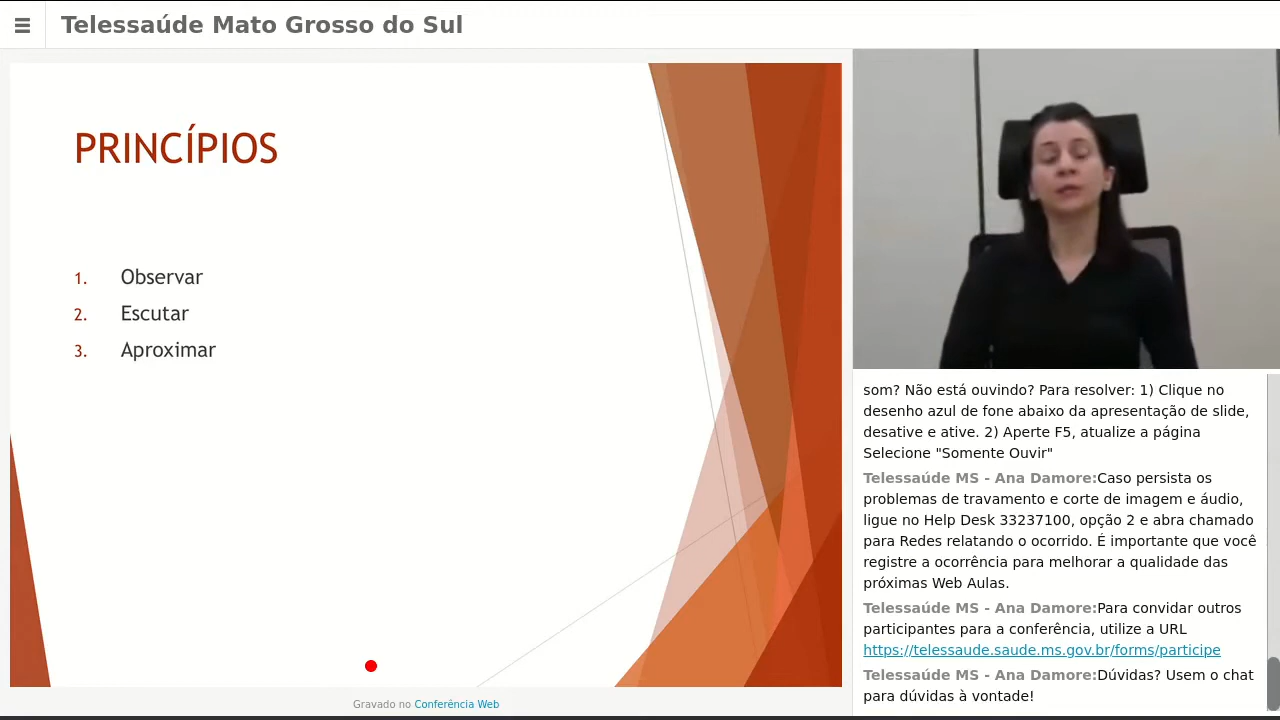 Telessaúde Mato Grosso do Sul
PRINCÍPIOS
1. Observar
2. Escutar
3. Aproximar
Gravado no Conferência Web
som? Não está ouvindo? Para resolver: 1) Clique no
desenho azul de fone abaixo da apresentação de slide,
desative e ative. 2) Aperte F5, atualize a página
Selecione "Somente Ouvir"
Telessaúde MS - Ana Damore:Caso persista os
problemas de travamento e corte de imagem e áudio,
ligue no Help Desk 33237100, opção 2 e abra chamado
para Redes relatando o ocorrido. É importante que você
registre a ocorrência para melhorar a qualidade das
próximas Web Aulas.
Telessaúde MS - Ana Damore:Para convidar outros
participantes para a conferência, utilize a URL
https://telessaude.saude.ms.gov.br/forms/participe
Telessaúde MS - Ana Damore:Dúvidas? Usem o chat
para dúvidas à vontade!